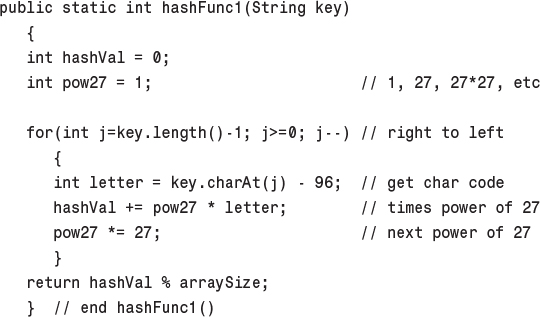 public static int hashFunc1(String key)
{
int hashVal = 0;
int pow27 = 1; // 1, 27, 27*27, etc
for(int j=key.length()-1; j>=0; j--) // right to left
{
int letter = key.charAt(j) - 96; // get char code
hashVal += pow27 * letter; // times power of 27
pow27 *= 27; // next power of 27
}
return hashVal % arraySize;
} // end hashFunc1()